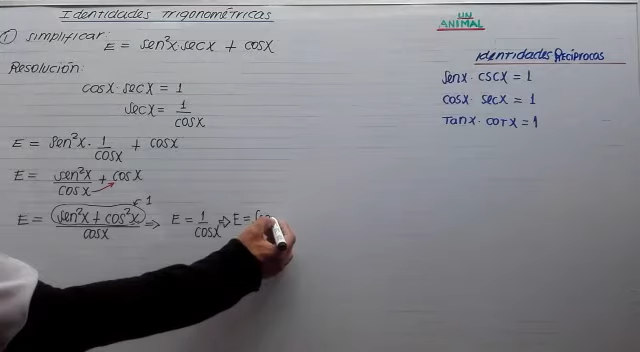 Identidades Trigonométricas
① Simplificar:
E = sen²x.secx + cosx
Resolución:
cosx. secx = 1
secx = 1/cosx
E = sen²x. 1/cosx + cosx
E = sen²x/cosx + cosx
E = (sen²x + cos²x)/cosx ⇒ E = 1/cosx ⇒ E =
1
UN
ANIMAL
Identidades Recíprocas
senx. cscx = 1
cosx. secx = 1
Tanx. coTx = 1